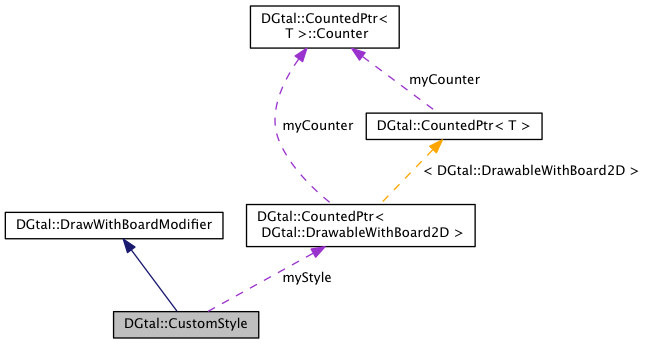 DGtal::CountedPtr<
T >::Counter
myCounter
DGtal::CountedPtr< T >
myCounter
< DGtal::DrawableWithBoard2D >
DGtal::CountedPtr<
DGtal::DrawableWithBoard2D >
DGtal::DrawWithBoardModifier
myStyle
DGtal::CustomStyle